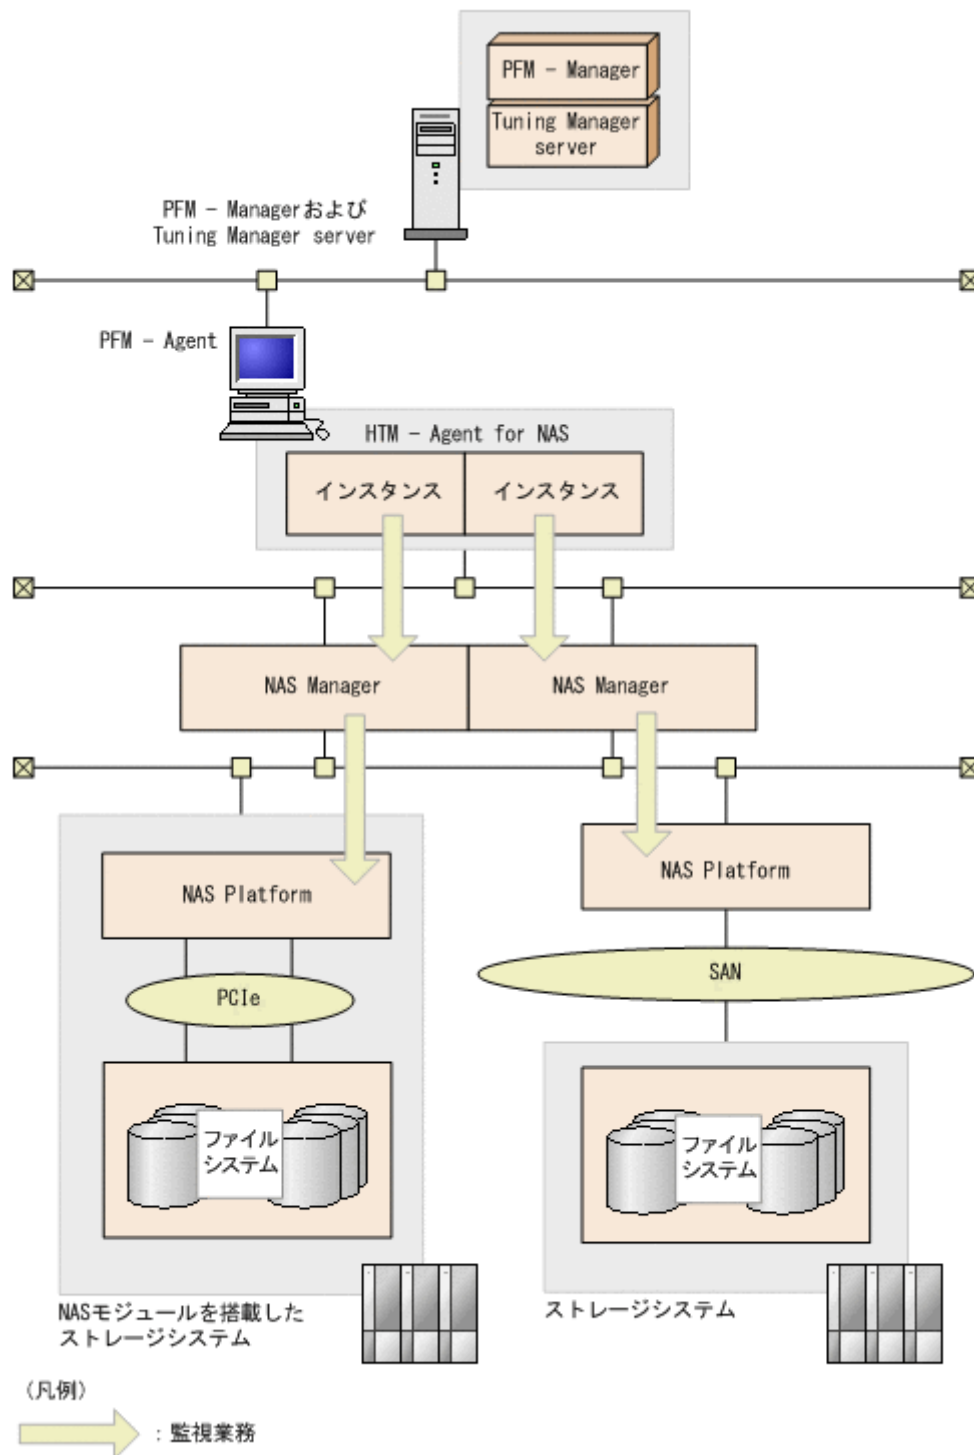 PFM - Manager
Tuning Manager
server
PFM - Managerおよび
Tuning Manager server
PFM - Agent
HTM - Agent for NAS
インスタンス
インスタンス
NAS Manager
NAS Manager
NAS Platform
NAS Platform
PCIe
SAN
ファイル
システム
ファイル
システム
NASモジュールを搭載した
ストレージシステム
ストレージシステム
(凡例)
: 監視業務